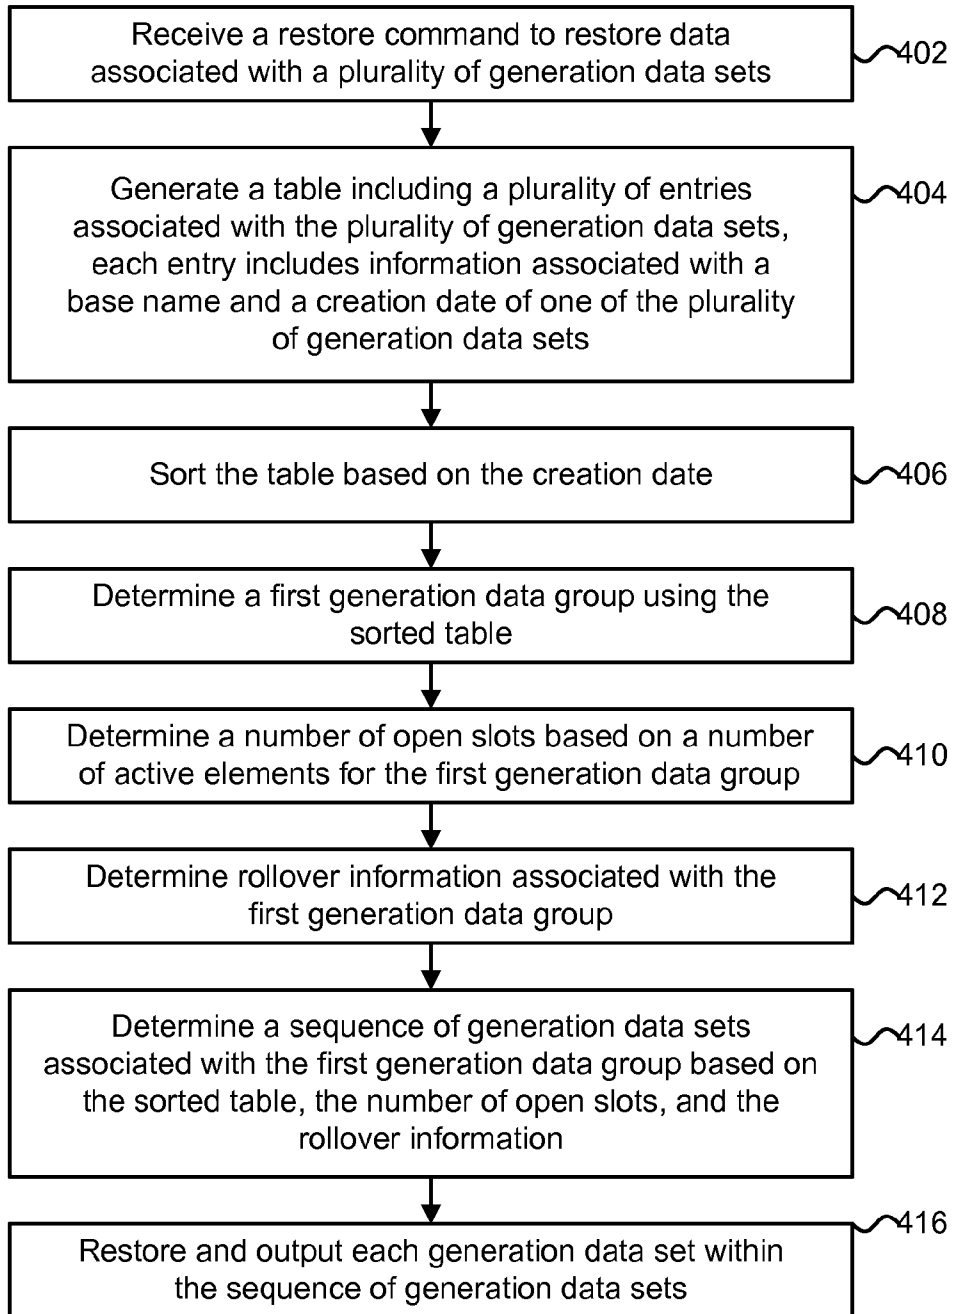 Receive a restore command to restore data
associated with a plurality of generation data sets
402
Generate a table including a plurality of entries
associated with the plurality of generation data sets,
each entry includes information associated with a
base name and a creation date of one of the plurality
of generation data sets
404
Sort the table based on the creation date
406
Determine a first generation data group using the
sorted table
408
Determine a number of open slots based on a number
of active elements for the first generation data group
410
Determine rollover information associated with the
first generation data group
412
Determine a sequence of generation data sets
associated with the first generation data group based on
the sorted table, the number of open slots, and the
rollover information
414
Restore and output each generation data set within
the sequence of generation data sets
416